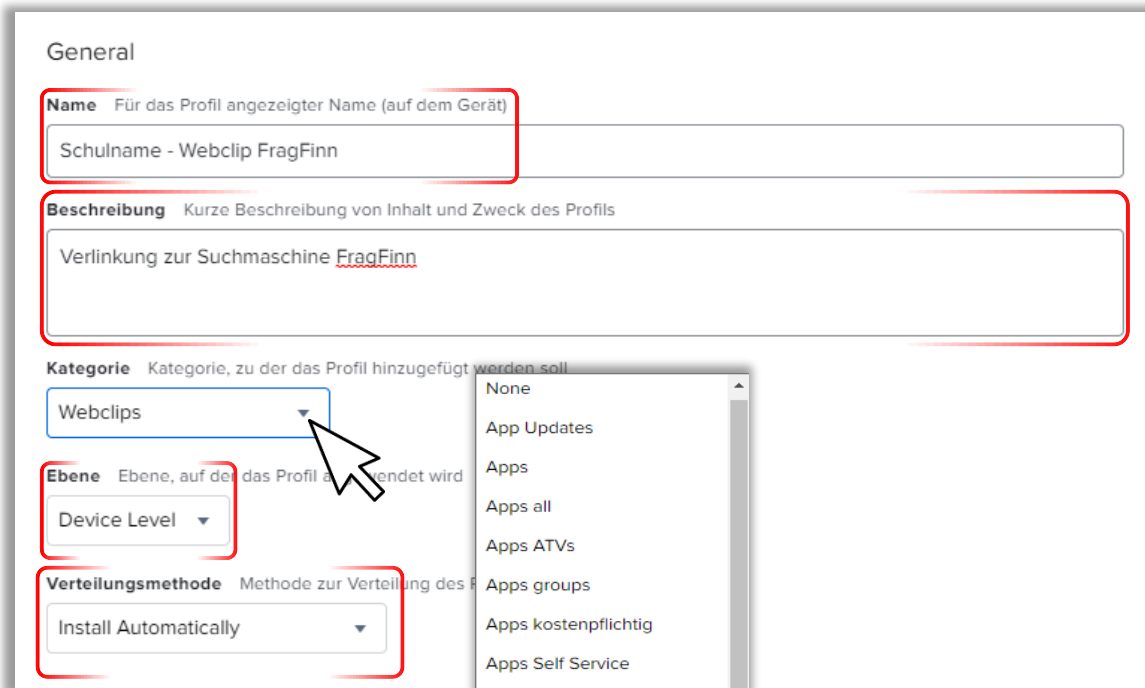 General
Name Für das Profil angezeigter Name (auf dem Gerät)
Schulname - Webclip FragFinn
Beschreibung Kurze Beschreibung von Inhalt und Zweck des Profils
Verlinkung zur Suchmaschine FragFinn
Kategorie Kategorie, zu der das Profil hinzugefügt werden soll
Webclips
Ebene Ebene, auf der das Profil wendet wird
Device Level
Verteilungsmethode Methode zur Verteilung des
Install Automatically
None
App Updates
Apps
Apps all
Apps ATVs
Apps groups
Apps kostenpflichtig
Apps Self Service